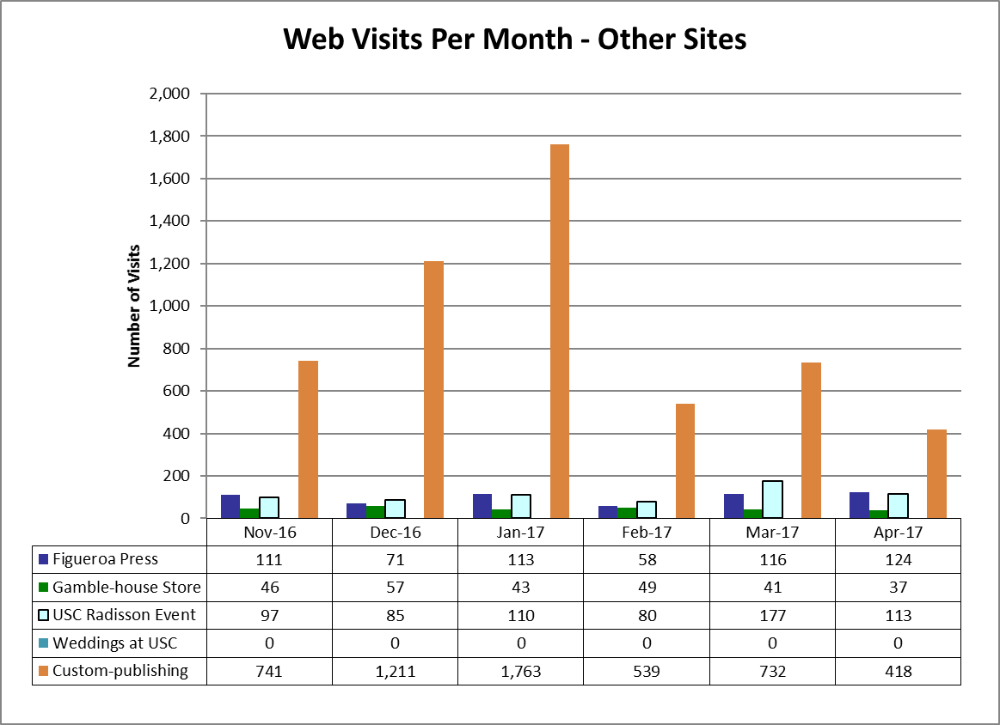 Web Visits Per Month - Other Sites
Number of Visits
2,000
1,800
1,600
1,400
1,200
1,000
800
600
400
200
0
Nov-16 Dec-16 Jan-17 Feb-17 Mar-17 Apr-17
Figueroa Press 111 71 113 58 116 124
Gamble-house Store 46 57 43 49 41 37
USC Radisson Event 97 85 110 80 177 113
Weddings at USC 0 0 0 0 0 0
Custom-publishing 741 1,211 1,763 539 732 418